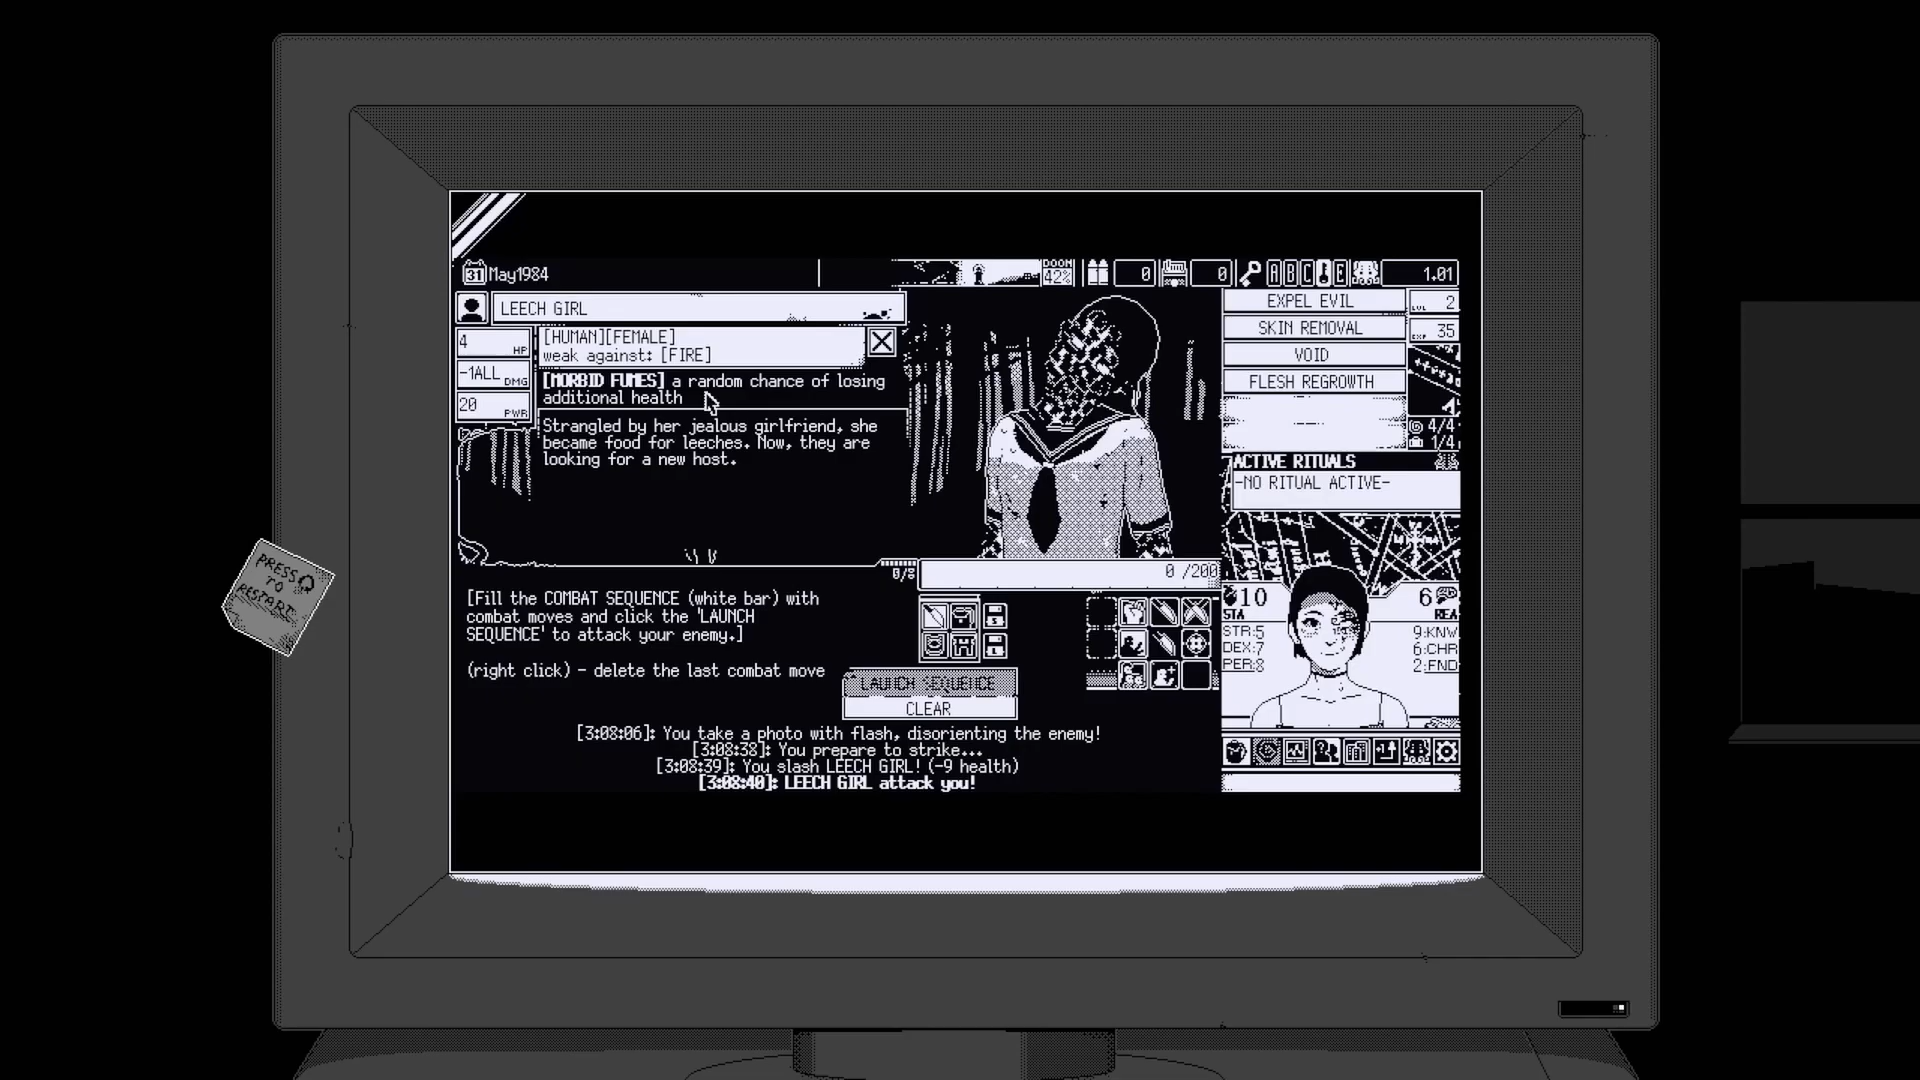 31 May1984
DOOM
42%
0
0
A B C E
1.01
LEECH GIRL
4 HP
-1ALL DMG
20 PWR
[HUMAN][FEMALE]
weak against: [FIRE]
[MORBID FUMES] a random chance of losing
additional health
Strangled by her jealous girlfriend, she
became food for leeches. Now, they are
looking for a new host.
EXPEL EVIL
SKIN REMOVAL
VOID
FLESH REGROWTH
LVL 2
EXP 35
4/4
1/4
ACTIVE RITUALS
-NO RITUAL ACTIVE-
0 /200
[Fill the COMBAT SEQUENCE (white bar) with
combat moves and click the 'LAUNCH
SEQUENCE' to attack your enemy.]
(right click) - delete the last combat move
LAUNCH SEQUENCE
CLEAR
10
STA
6
REA
STR:5
DEX:7
PER:8
9:KNW
6:CHR
2:FND
[3:08:06]: You take a photo with flash, disorienting the enemy!
[3:08:38]: You prepare to strike...
[3:08:39]: You slash LEECH GIRL! (-9 health)
[3:08:40]: LEECH GIRL attack you!
PRESS Q
TO
RESTART